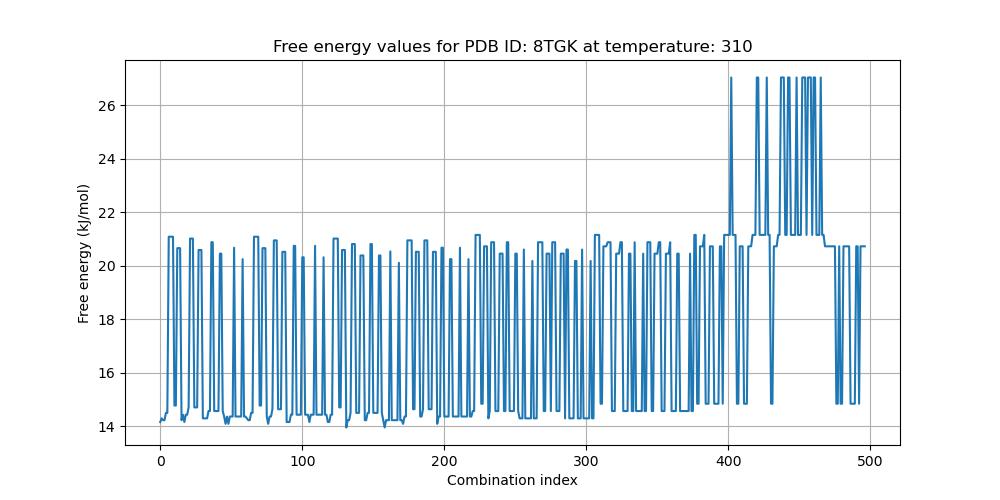 Free energy values for PDB ID: 8TGK at temperature: 310
Free energy (kJ/mol)
26
24
22
20
18
16
14
0 100 200 300 400 500
Combination index